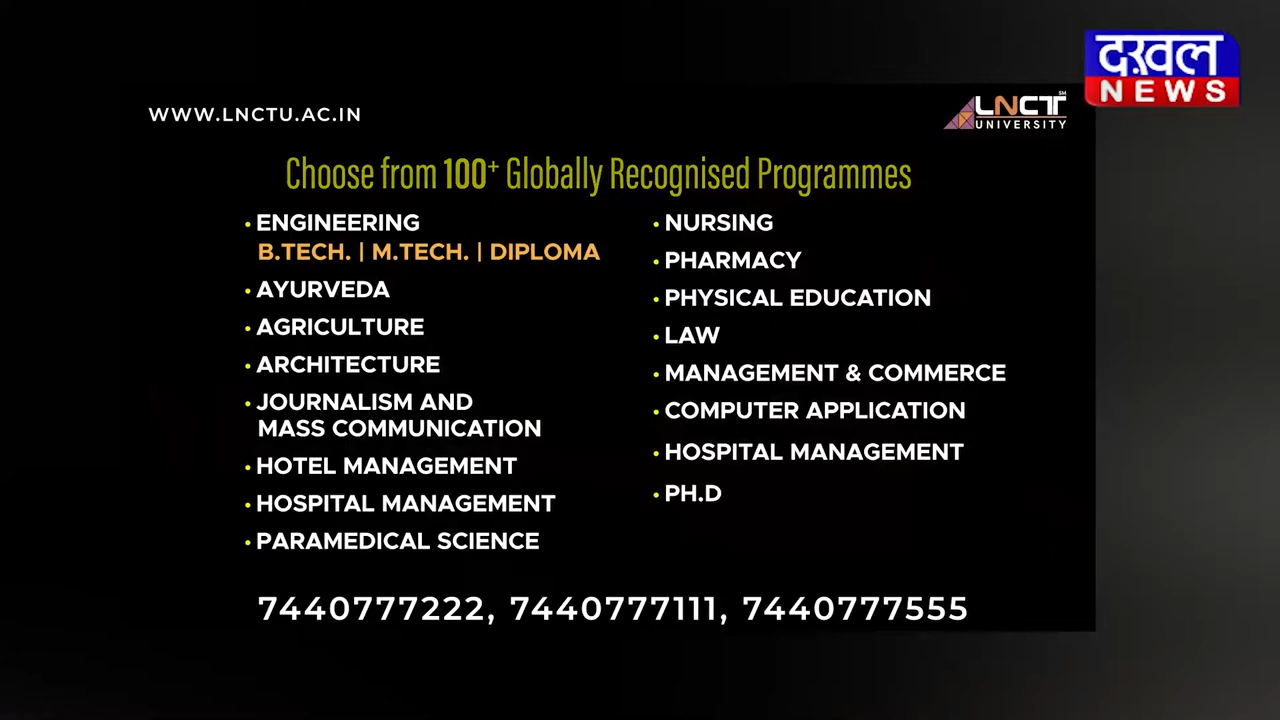 दख़ल
NEWS
WWW.LNCTU.AC.IN
LNCT SM
UNIVERSITY
Choose from 100+ Globally Recognised Programmes
• ENGINEERING
B.TECH. | M.TECH. | DIPLOMA
• AYURVEDA
• AGRICULTURE
• ARCHITECTURE
• JOURNALISM AND
MASS COMMUNICATION
• HOTEL MANAGEMENT
• HOSPITAL MANAGEMENT
• PARAMEDICAL SCIENCE
• NURSING
• PHARMACY
• PHYSICAL EDUCATION
• LAW
• MANAGEMENT & COMMERCE
• COMPUTER APPLICATION
• HOSPITAL MANAGEMENT
• PH.D
7440777222, 7440777111, 7440777555